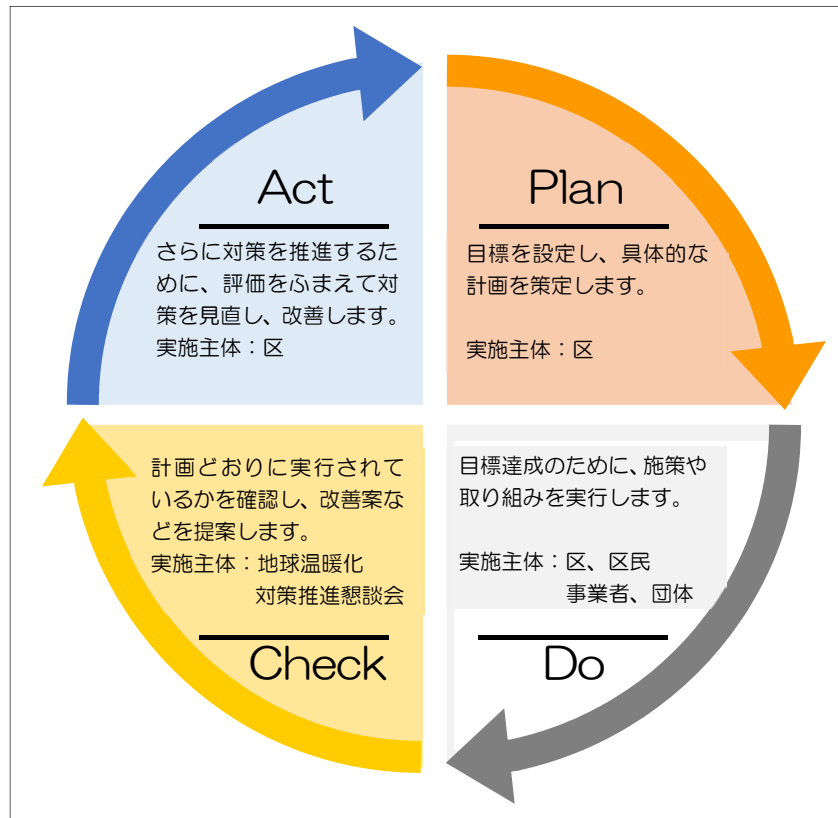 Act
さらに対策を推進するた
めに、評価をふまえて対
策を見直し、改善します。
実施主体：区
Plan
目標を設定し、具体的な
計画を策定します。
実施主体：区
計画どおりに実行されて
いるかを確認し、改善案な
どを提案します。
実施主体：地球温暖化
対策推進懇談会
Check
目標達成のために、施策や
取り組みを実行します。
実施主体：区、区民
事業者、団体
Do